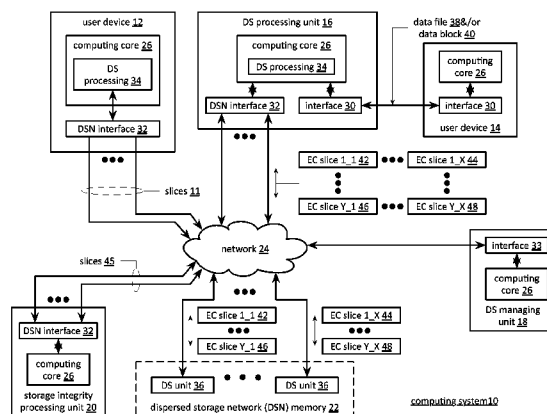 user device 12
computing core 26
DS processing 34
DSN interface 32
DS processing unit 16
computing core 26
DS processing 34
DSN interface 32
interface 30
data file 38&/or
data block 40
computing core 26
interface 30
user device 14
slices 11
EC slice 1_1 42
EC slice 1_X 44
EC slice Y_1 46
EC slice Y_X 48
network 24
slices 45
interface 33
computing core 26
DS managing unit 18
DSN interface 32
computing core 26
storage integrity processing unit 20
EC slice 1_1 42
EC slice 1_X 44
EC slice Y_1 46
EC slice Y_X 48
DS unit 36
DS unit 36
dispersed storage network (DSN) memory 22
computing system10